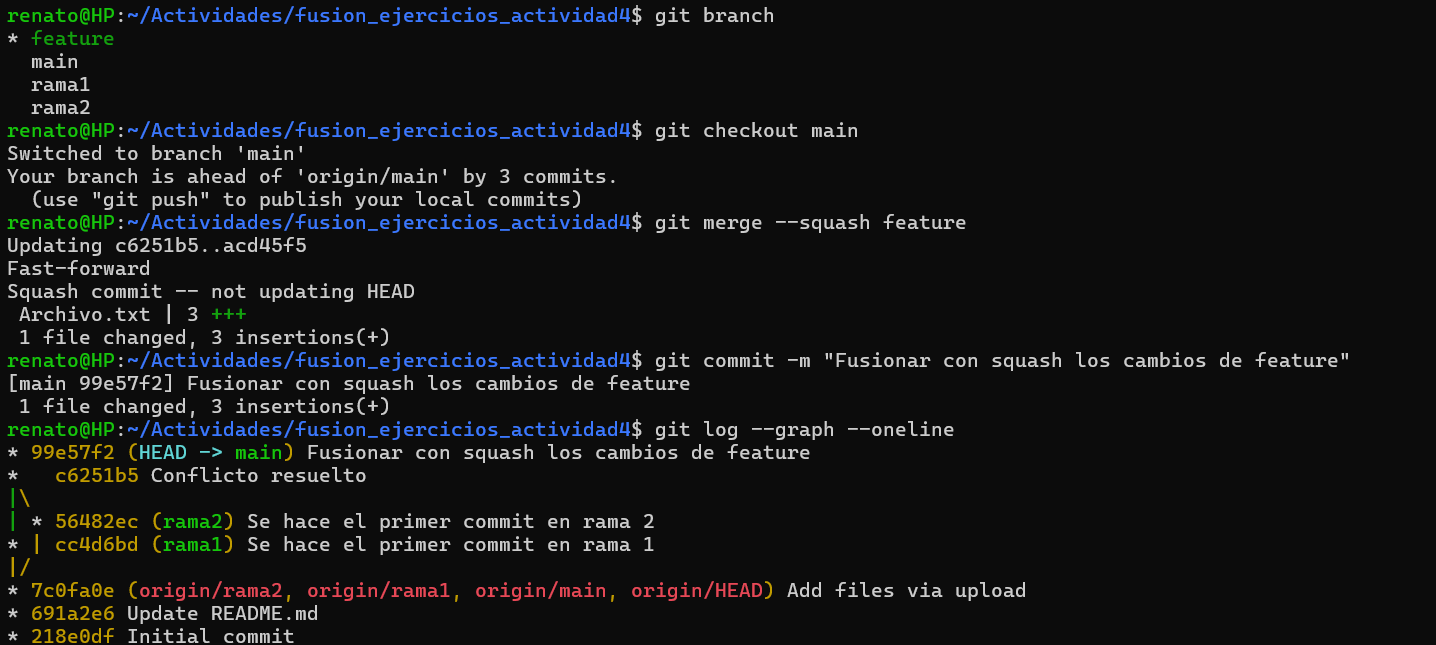 renato@HP:~/Actividades/fusion_ejercicios_actividad4$ git branch
* feature
  main
  rama1
  rama2
renato@HP:~/Actividades/fusion_ejercicios_actividad4$ git checkout main
Switched to branch 'main'
Your branch is ahead of 'origin/main' by 3 commits.
  (use "git push" to publish your local commits)
renato@HP:~/Actividades/fusion_ejercicios_actividad4$ git merge --squash feature
Updating c6251b5..acd45f5
Fast-forward
Squash commit -- not updating HEAD
 Archivo.txt | 3 +++
 1 file changed, 3 insertions(+)
renato@HP:~/Actividades/fusion_ejercicios_actividad4$ git commit -m "Fusionar con squash los cambios de feature"
[main 99e57f2] Fusionar con squash los cambios de feature
 1 file changed, 3 insertions(+)
renato@HP:~/Actividades/fusion_ejercicios_actividad4$ git log --graph --oneline
* 99e57f2 (HEAD -> main) Fusionar con squash los cambios de feature
*   c6251b5 Conflicto resuelto
|\
| * 56482ec (rama2) Se hace el primer commit en rama 2
* | cc4d6bd (rama1) Se hace el primer commit en rama 1
|/
* 7c0fa0e (origin/rama2, origin/rama1, origin/main, origin/HEAD) Add files via upload
* 691a2e6 Update README.md
* 218e0df Initial commit